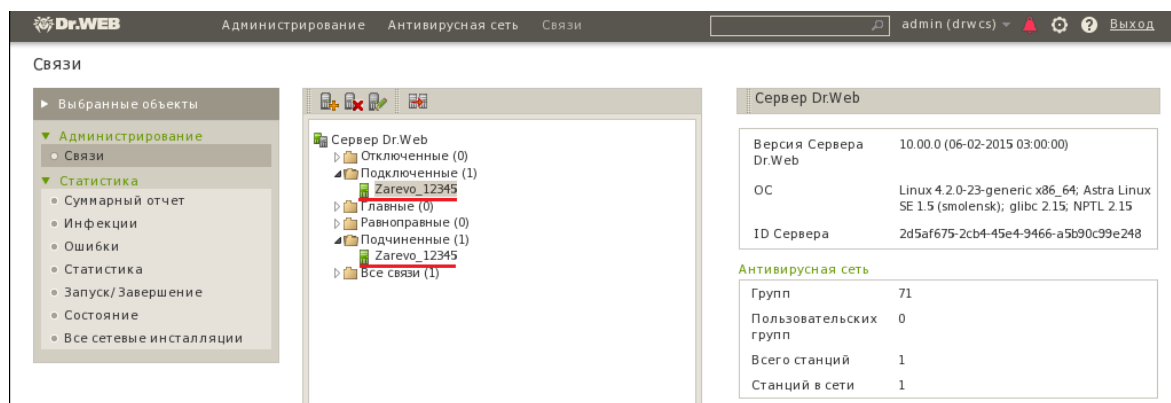 Dr.WEB
Администрирование Антивирусная сеть Связи
admin (drwcs)
Выход
Связи
Выбранные объекты
Администрирование
Связи
Статистика
Суммарный отчет
Инфекции
Ошибки
Статистика
Запуск/Завершение
Состояние
Все сетевые инсталляции
Сервер Dr.Web
Отключенные (0)
Подключенные (1)
Zarevo_12345
Главные (0)
Равноправные (0)
Подчиненные (1)
Zarevo_12345
Все связи (1)
Сервер Dr.Web
Версия Сервера 10.00.0 (06-02-2015 03:00:00)
Dr.Web
ОС Linux 4.2.0-23-generic x86_64; Astra Linux
SE 1.5 (smolensk); glibc 2.15; NPTL 2.15
ID Сервера 2d5af675-2cb4-45e4-9466-a5b90c99e248
Антивирусная сеть
Групп 71
Пользовательских 0
групп
Всего станций 1
Станций в сети 1